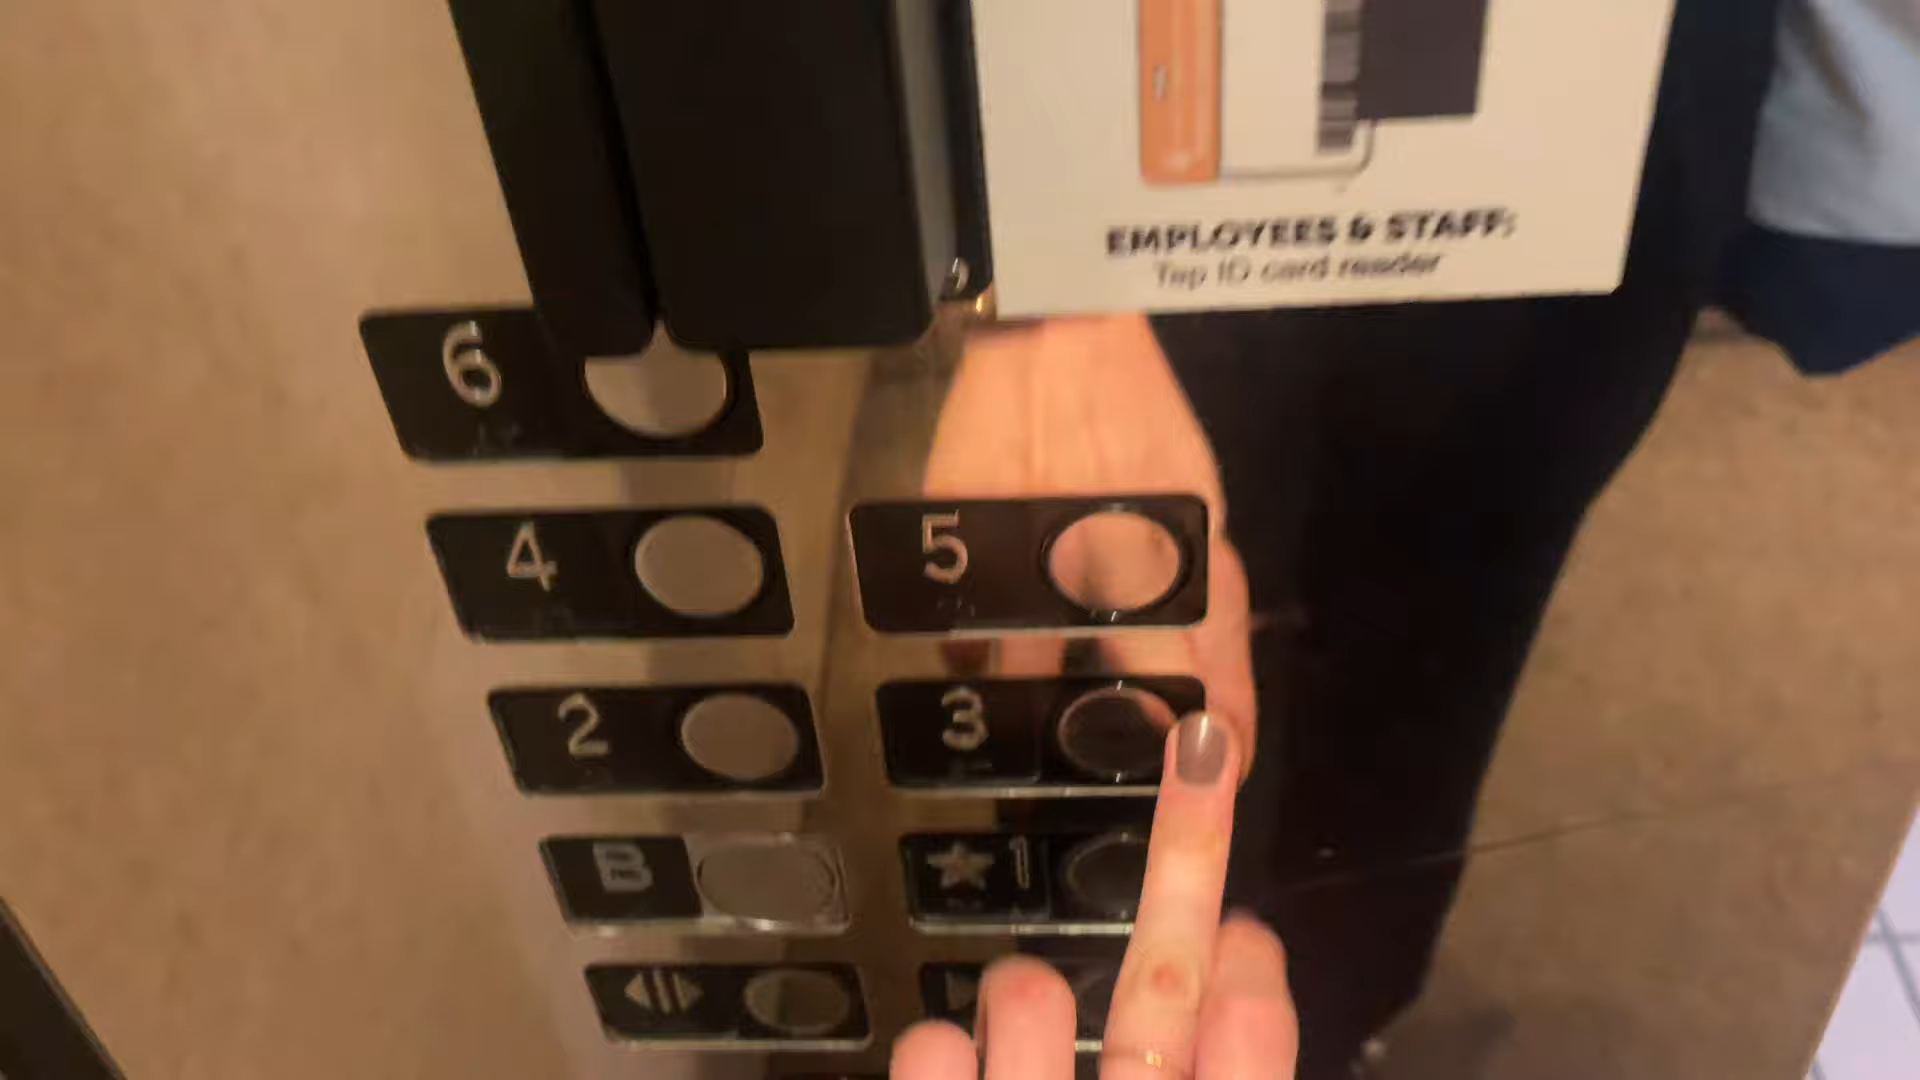 EMPLOYEES & STAFF:
Tap ID card reader
6
4 5
2 3
B ★ 1